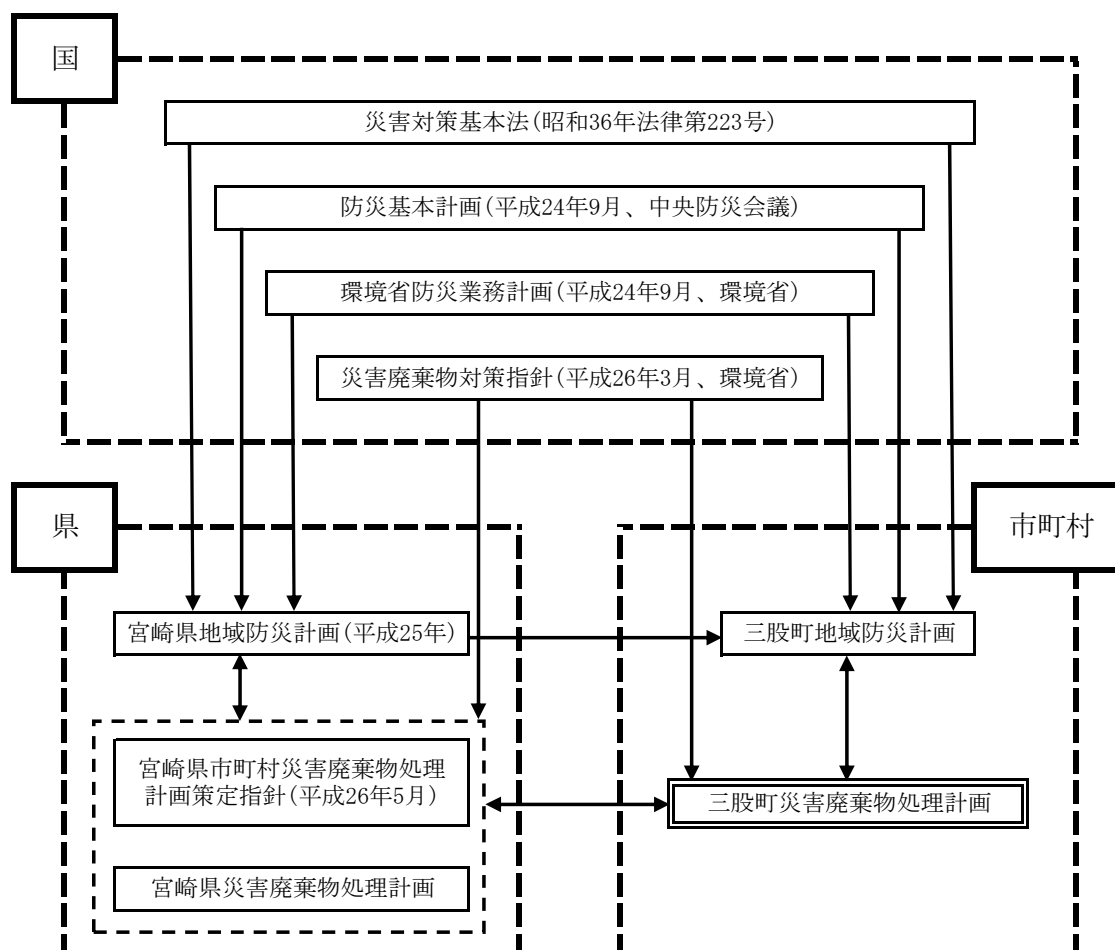 国
災害対策基本法(昭和36年法律第223号)
防災基本計画(平成24年9月、中央防災会議)
環境省防災業務計画(平成24年9月、環境省)
災害廃棄物対策指針(平成26年3月、環境省)
県
市町村
宮崎県地域防災計画(平成25年)
三股町地域防災計画
宮崎県市町村災害廃棄物処理
計画策定指針(平成26年5月)
三股町災害廃棄物処理計画
宮崎県災害廃棄物処理計画